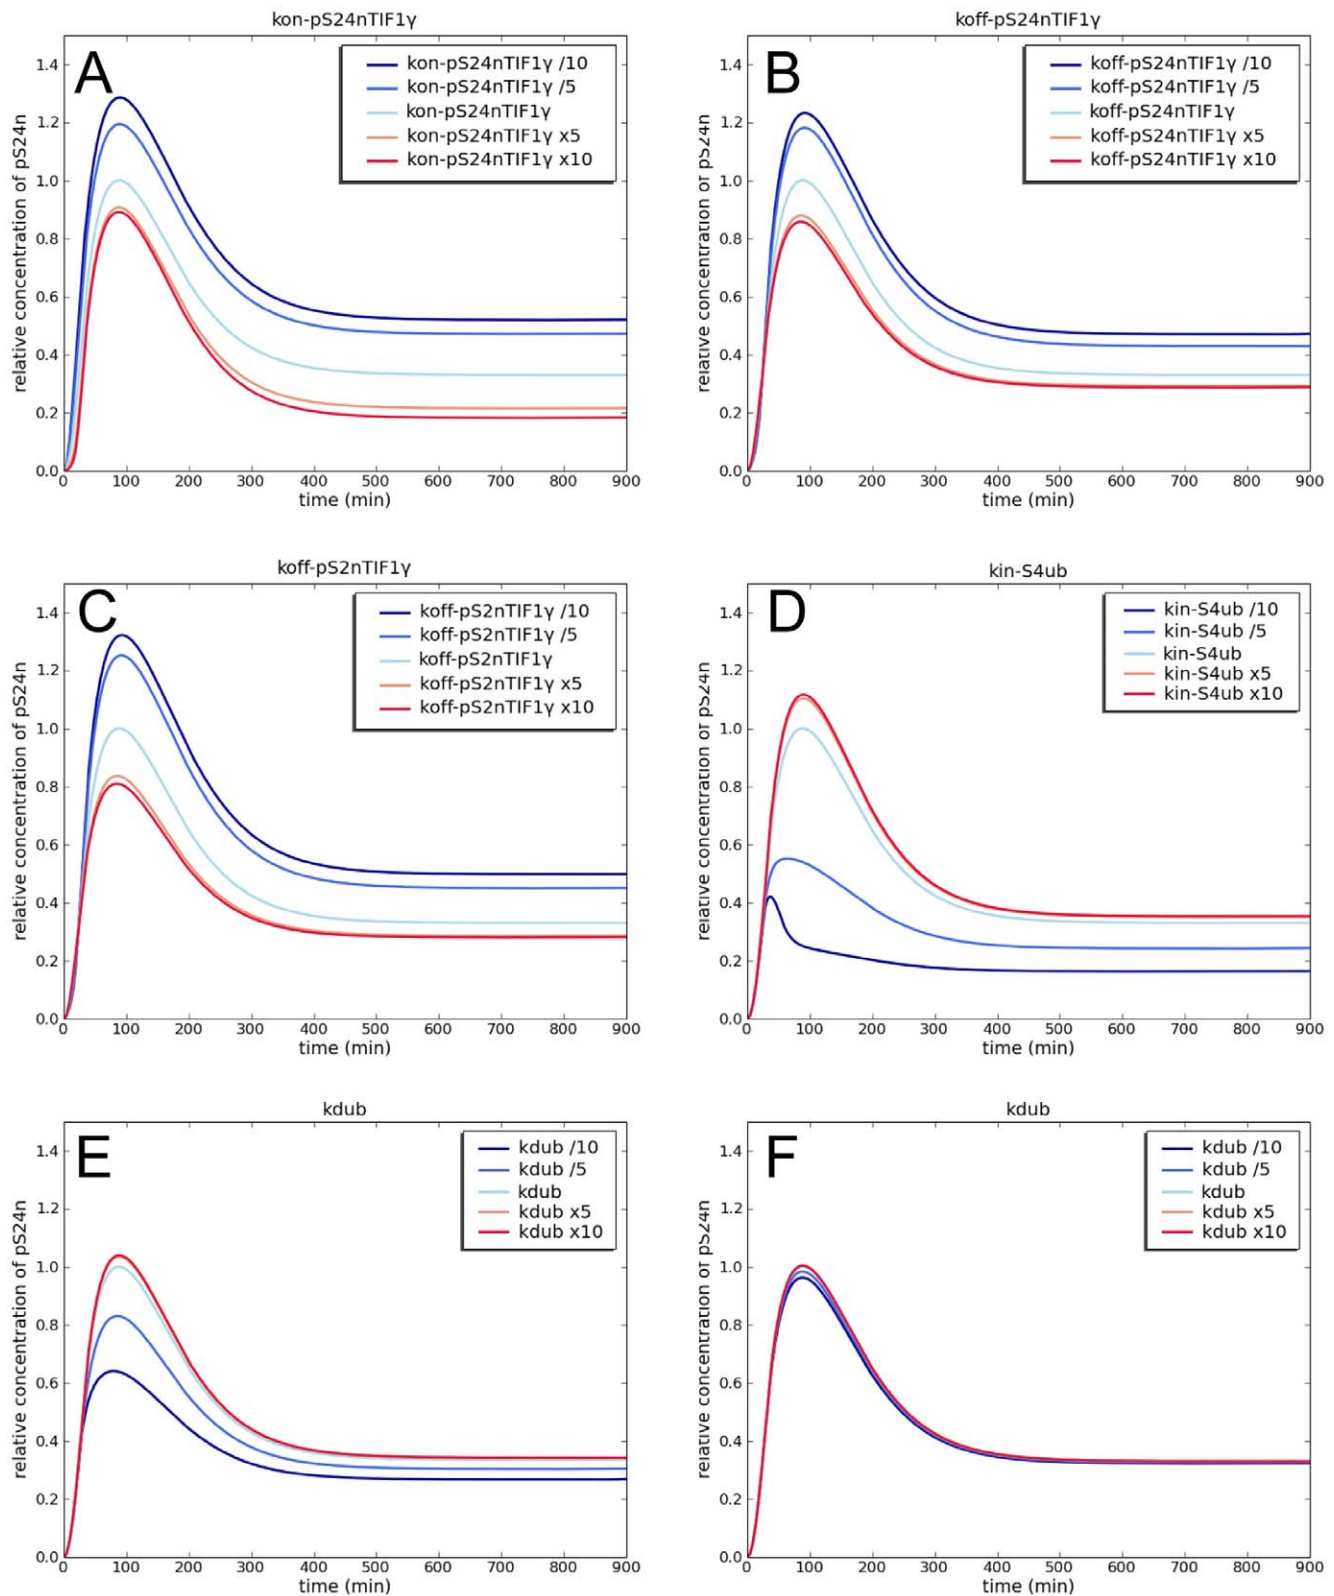 kon-pS24nTIF1γ
A
kon-pS24nTIF1γ /10
kon-pS24nTIF1γ /5
kon-pS24nTIF1γ
kon-pS24nTIF1γ x5
kon-pS24nTIF1γ x10
relative concentration of pS24n
1.4
1.2
1.0
0.8
0.6
0.4
0.2
0.0
0 100 200 300 400 500 600 700 800 900
time (min)
koff-pS24nTIF1γ
B
koff-pS24nTIF1γ /10
koff-pS24nTIF1γ /5
koff-pS24nTIF1γ
koff-pS24nTIF1γ x5
koff-pS24nTIF1γ x10
relative concentration of pS24n
1.4
1.2
1.0
0.8
0.6
0.4
0.2
0.0
0 100 200 300 400 500 600 700 800 900
time (min)
koff-pS2nTIF1γ
C
koff-pS2nTIF1γ /10
koff-pS2nTIF1γ /5
koff-pS2nTIF1γ
koff-pS2nTIF1γ x5
koff-pS2nTIF1γ x10
relative concentration of pS24n
1.4
1.2
1.0
0.8
0.6
0.4
0.2
0.0
0 100 200 300 400 500 600 700 800 900
time (min)
kin-S4ub
D
kin-S4ub /10
kin-S4ub /5
kin-S4ub
kin-S4ub x5
kin-S4ub x10
relative concentration of pS24n
1.4
1.2
1.0
0.8
0.6
0.4
0.2
0.0
0 100 200 300 400 500 600 700 800 900
time (min)
kdub
E
kdub /10
kdub /5
kdub
kdub x5
kdub x10
relative concentration of pS24n
1.4
1.2
1.0
0.8
0.6
0.4
0.2
0.0
0 100 200 300 400 500 600 700 800 900
time (min)
kdub
F
kdub /10
kdub /5
kdub
kdub x5
kdub x10
relative concentration of pS24n
1.4
1.2
1.0
0.8
0.6
0.4
0.2
0.0
0 100 200 300 400 500 600 700 800 900
time (min)